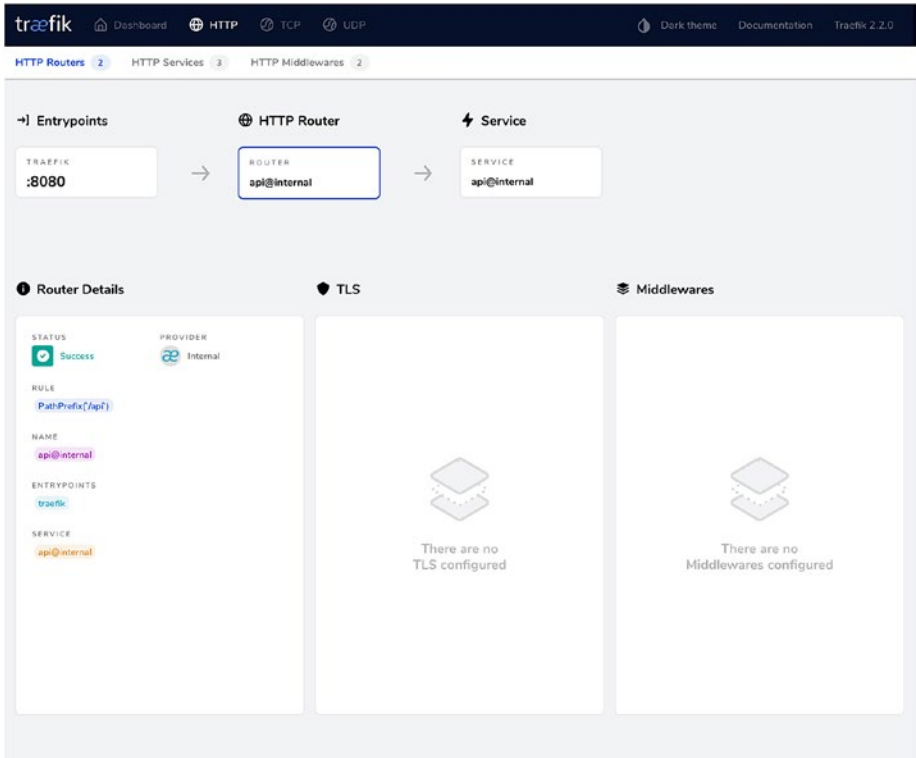 træfik Dashboard HTTP TCP UDP Dark theme Documentation Traefik 2.2.0
HTTP Routers 2 HTTP Services 3 HTTP Middlewares 2
Entrypoints HTTP Router Service
TRAEFIK ROUTER SERVICE
:8080 api@internal api@internal
Router Details TLS Middlewares
STATUS PROVIDER
Success Internal
RULE
PathPrefix(`/api`)
NAME
api@internal
ENTRYPOINTS
traefik
SERVICE
api@internal
There are no
TLS configured
There are no
Middlewares configured